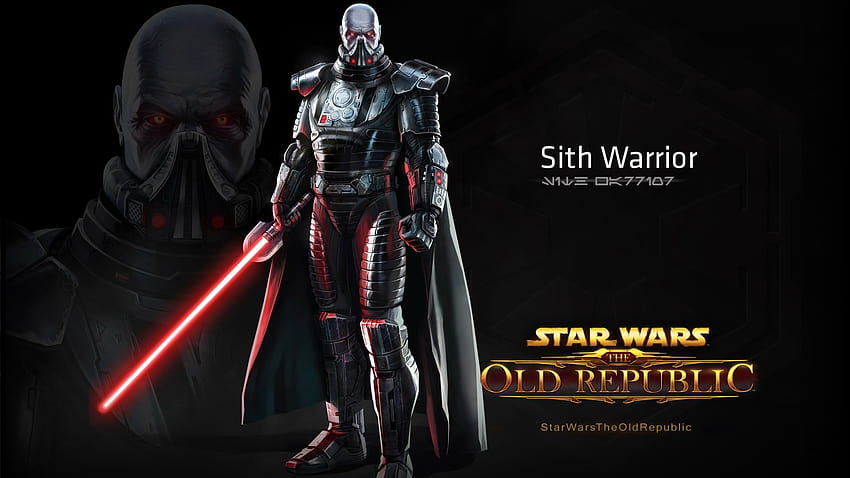 Sith Warrior
STAR WARS
THE
OLD REPUBLIC
StarWarsTheOldRepublic